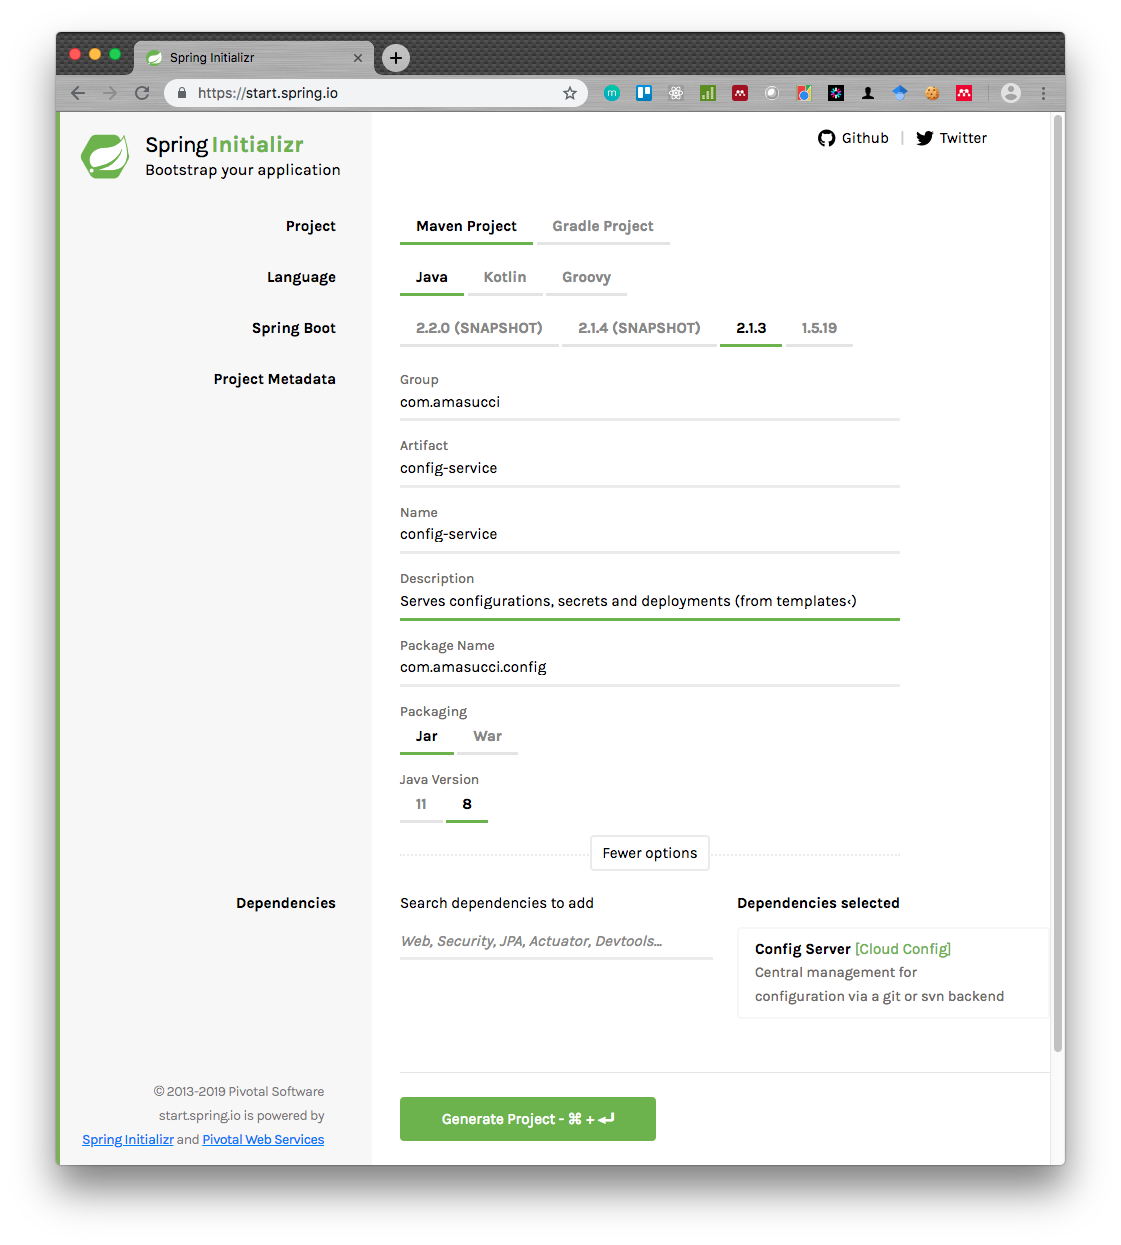 Spring Initializr
https://start.spring.io
Spring Initializr
Bootstrap your application
Github | Twitter
Project
Maven Project Gradle Project
Language
Java Kotlin Groovy
Spring Boot
2.2.0 (SNAPSHOT) 2.1.4 (SNAPSHOT) 2.1.3 1.5.19
Project Metadata
Group
com.amasucci
Artifact
config-service
Name
config-service
Description
Serves configurations, secrets and deployments (from templates‹)
Package Name
com.amasucci.config
Packaging
Jar War
Java Version
11 8
Fewer options
Dependencies
Search dependencies to add
Web, Security, JPA, Actuator, Devtools...
Dependencies selected
Config Server [Cloud Config]
Central management for
configuration via a git or svn backend
© 2013-2019 Pivotal Software
start.spring.io is powered by
Spring Initializr and Pivotal Web Services
Generate Project - ⌘ + ↵